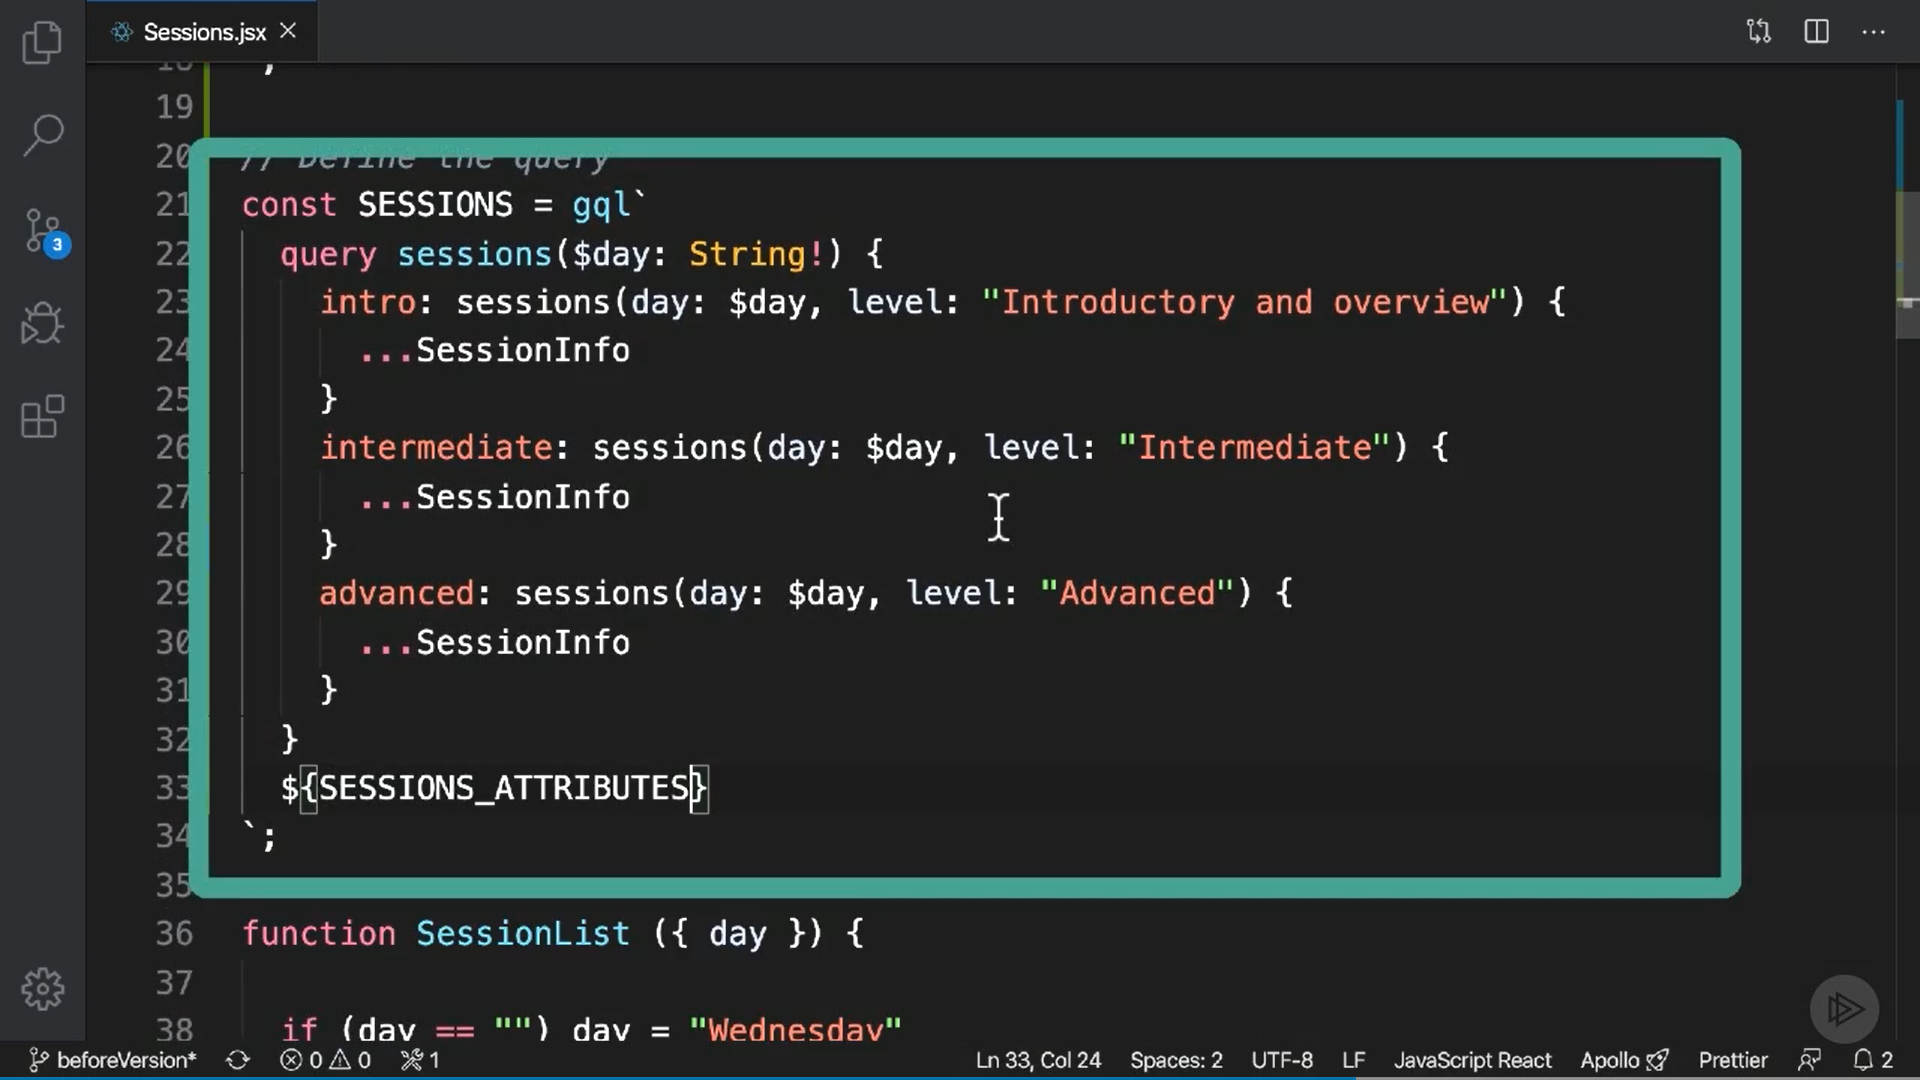 Sessions.jsx
18 `;
19
20 // Define the query
21 const SESSIONS = gql`
22 query sessions($day: String!) {
23 intro: sessions(day: $day, level: "Introductory and overview") {
24 ...SessionInfo
25 }
26 intermediate: sessions(day: $day, level: "Intermediate") {
27 ...SessionInfo
28 }
29 advanced: sessions(day: $day, level: "Advanced") {
30 ...SessionInfo
31 }
32 }
33 ${SESSIONS_ATTRIBUTES}
34 `;
35
36 function SessionList ({ day }) {
37
38 if (day == "") day = "Wednesday"
3
beforeVersion* 0 0 1 Ln 33, Col 24 Spaces: 2 UTF-8 LF JavaScript React Apollo Prettier 2